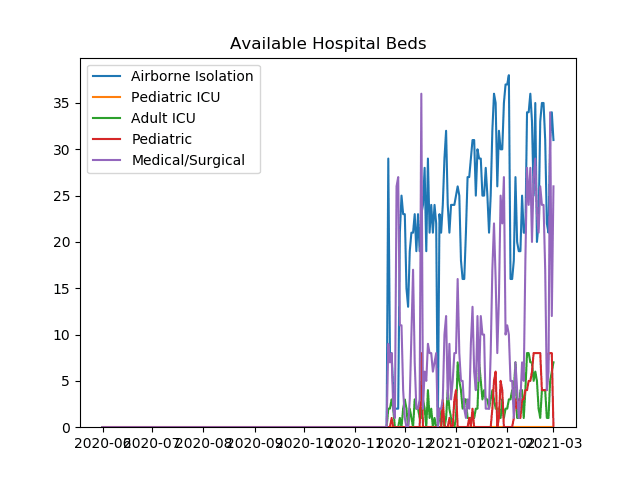 Available Hospital Beds
Airborne Isolation
Pediatric ICU
Adult ICU
Pediatric
Medical/Surgical
35
30
25
20
15
10
5
0
2020-06 2020-07 2020-08 2020-09 2020-10 2020-11 2020-12 2021-01 2021-02 2021-03